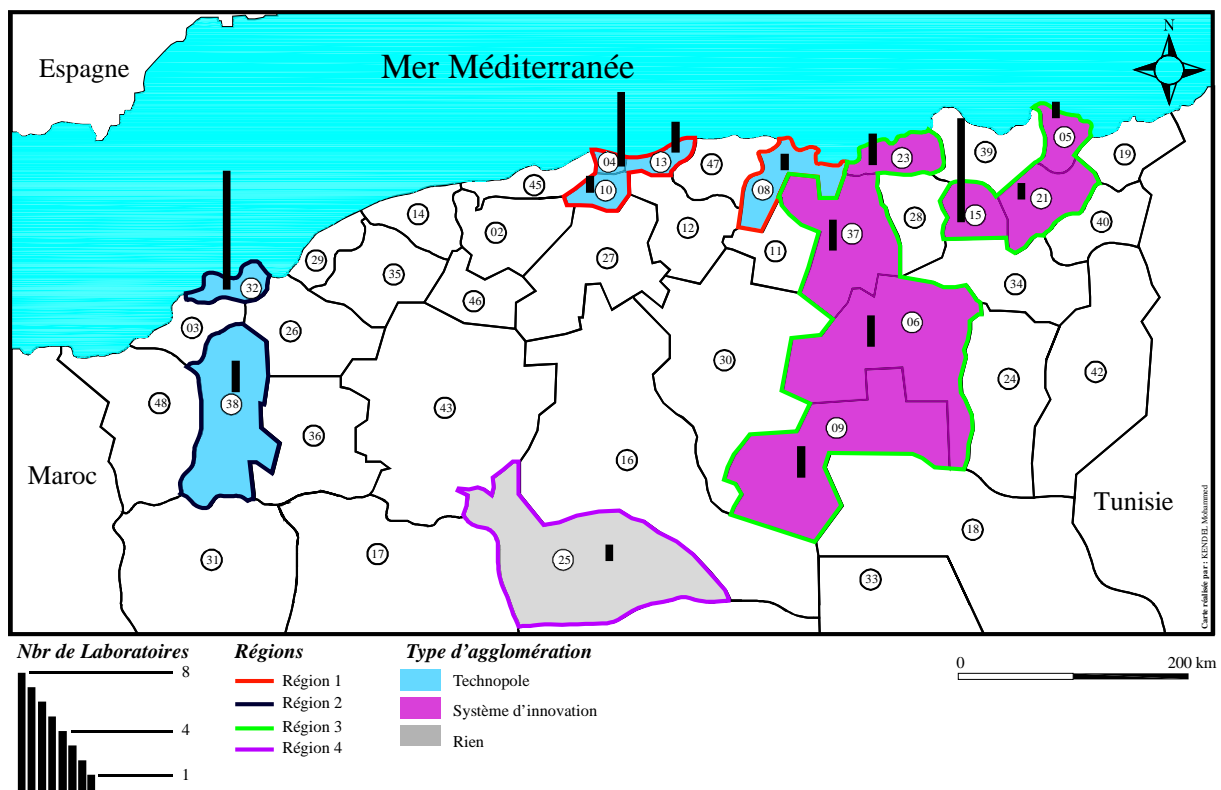 N
Espagne
Mer Méditerranée
05
04
13
47
23
39
19
45
10
08
21
14
02
12
28
15
40
29
27
11
37
32
35
34
03
26
46
06
30
24
42
48
38
43
36
09
Maroc
16
Tunisie
18
31
17
25
33
Carte réalisée par : KENDEL Mohammed
Nbr de Laboratoires
8
4
1
Régions
Région 1
Région 2
Région 3
Région 4
Type d'agglomération
Technopole
Système d'innovation
Rien
0
200 km